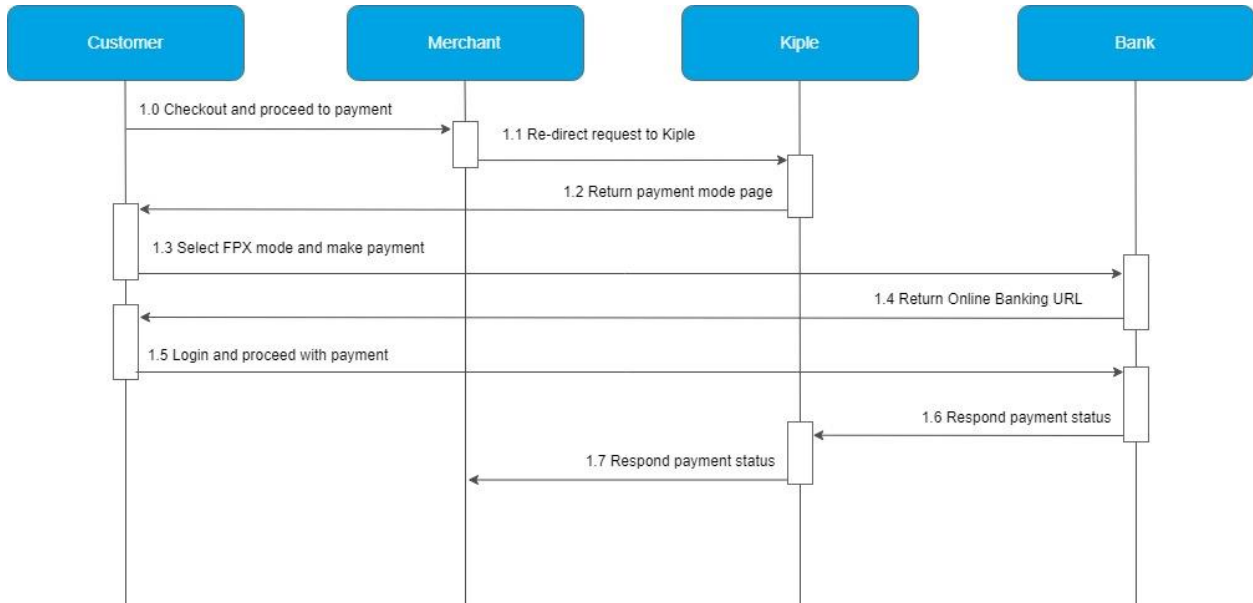 Customer
Merchant
Kiple
Bank
1.0 Checkout and proceed to payment
1.1 Re-direct request to Kiple
1.2 Return payment mode page
1.3 Select FPX mode and make payment
1.4 Return Online Banking URL
1.5 Login and proceed with payment
1.6 Respond payment status
1.7 Respond payment status